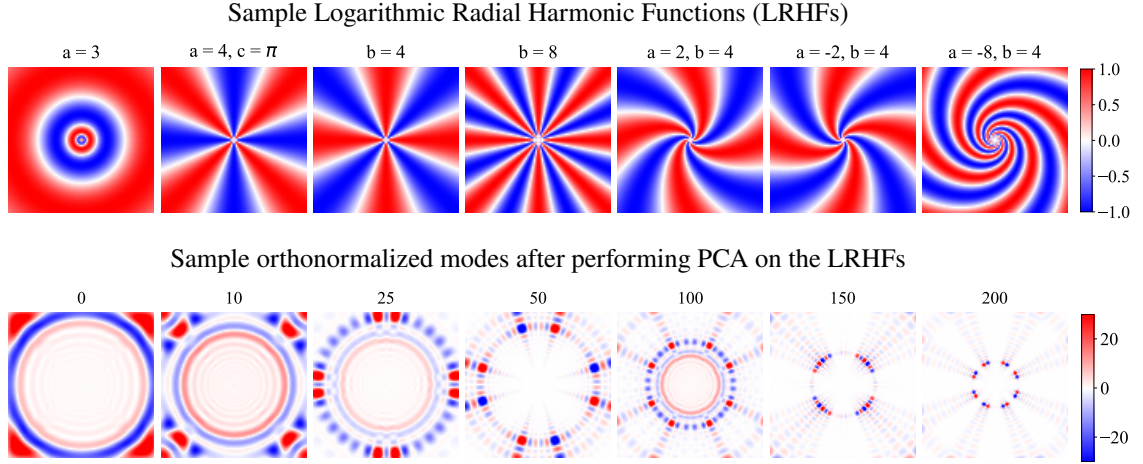 Sample Logarithmic Radial Harmonic Functions (LRHFs)
a = 3 a = 4, c = π b = 4 b = 8 a = 2, b = 4 a = -2, b = 4 a = -8, b = 4
1.0
0.5
0.0
−0.5
−1.0
Sample orthonormalized modes after performing PCA on the LRHFs
0 10 25 50 100 150 200
20
0
−20